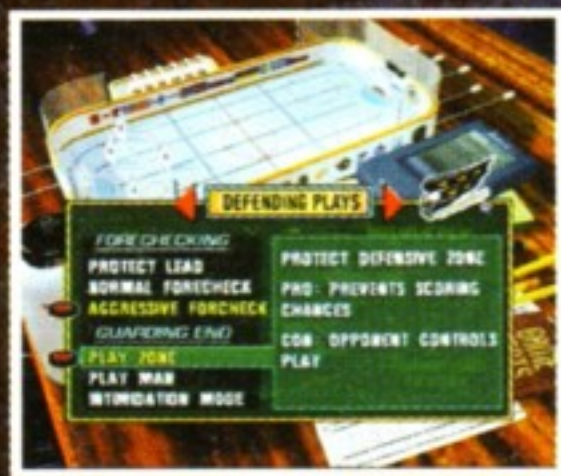 DEFENDING PLAYS
FORECHECKING
PROTECT LEAD
NORMAL FORECHECK
AGGRESSIVE FORCHECK
GUARDING END
PLAY ZONE
PLAY MAN
INTIMIDATION MODE
PROTECT DEFENSIVE ZONE
PRO: PREVENTS SCORING
CHANCES
CON: OPPONENT CONTROLS
PLAY